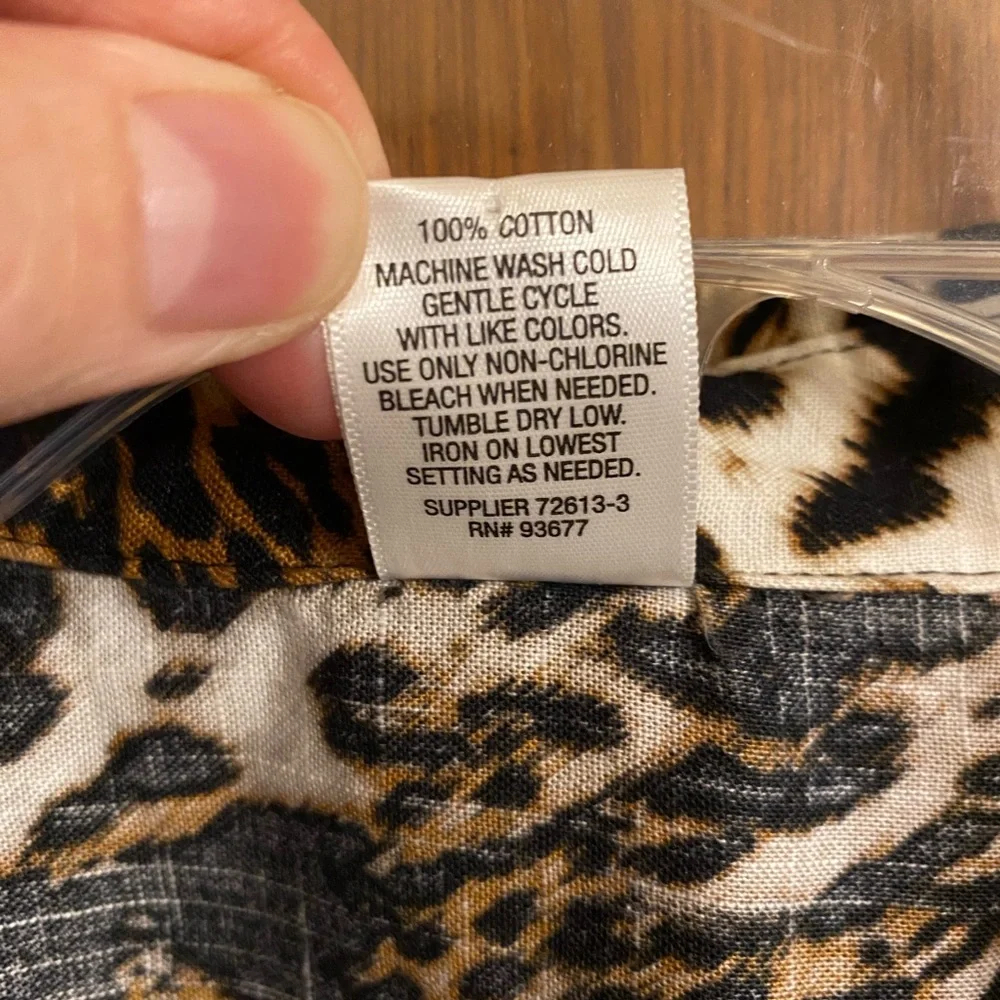 100% COTTON
MACHINE WASH COLD
GENTLE CYCLE
WITH LIKE COLORS.
USE ONLY NON-CHLORINE
BLEACH WHEN NEEDED.
TUMBLE DRY LOW.
IRON ON LOWEST
SETTING AS NEEDED.
SUPPLIER 72613-3
RN# 93677